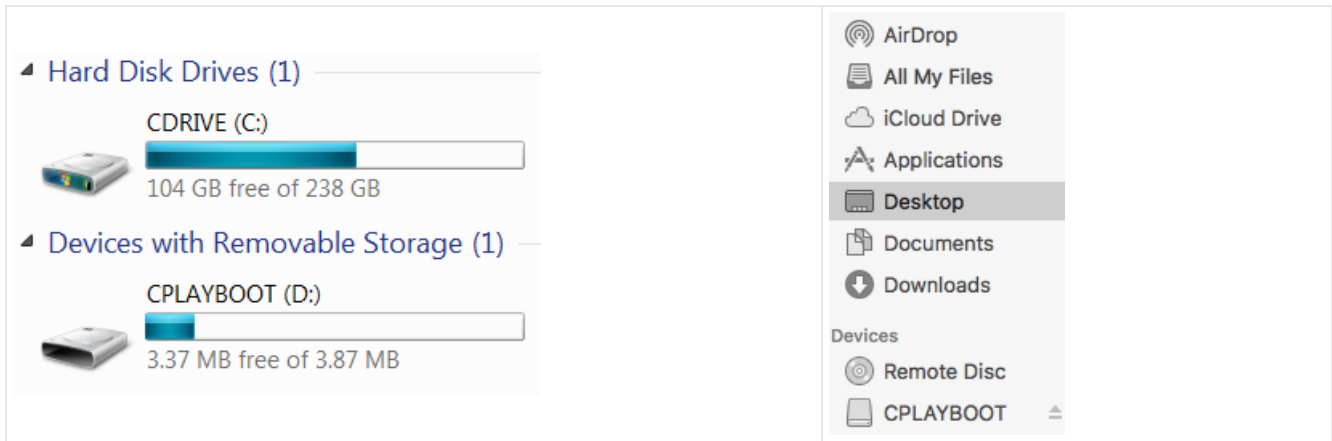 Hard Disk Drives (1)
CDRIVE (C:)
104 GB free of 238 GB
Devices with Removable Storage (1)
CPLAYBOOT (D:)
3.37 MB free of 3.87 MB
AirDrop
All My Files
iCloud Drive
Applications
Desktop
Documents
Downloads
Devices
Remote Disc
CPLAYBOOT